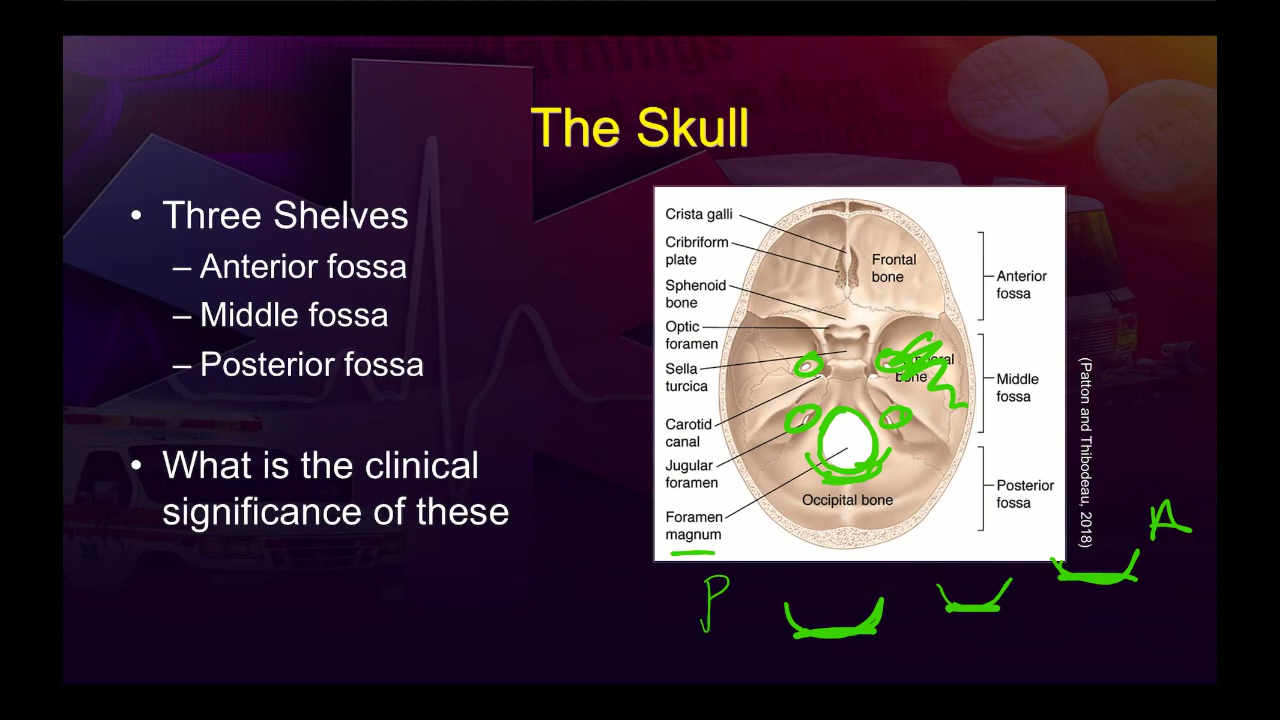 The Skull
• Three Shelves
– Anterior fossa
– Middle fossa
– Posterior fossa
• What is the clinical
significance of these
Crista galli
Cribriform
plate
Sphenoid
bone
Optic
foramen
Sella
turcica
Carotid
canal
Jugular
foramen
Foramen
magnum
Frontal
bone
bone
Occipital bone
Anterior
fossa
Middle
fossa
Posterior
fossa
(Patton and Thibodeau, 2018)
P
A